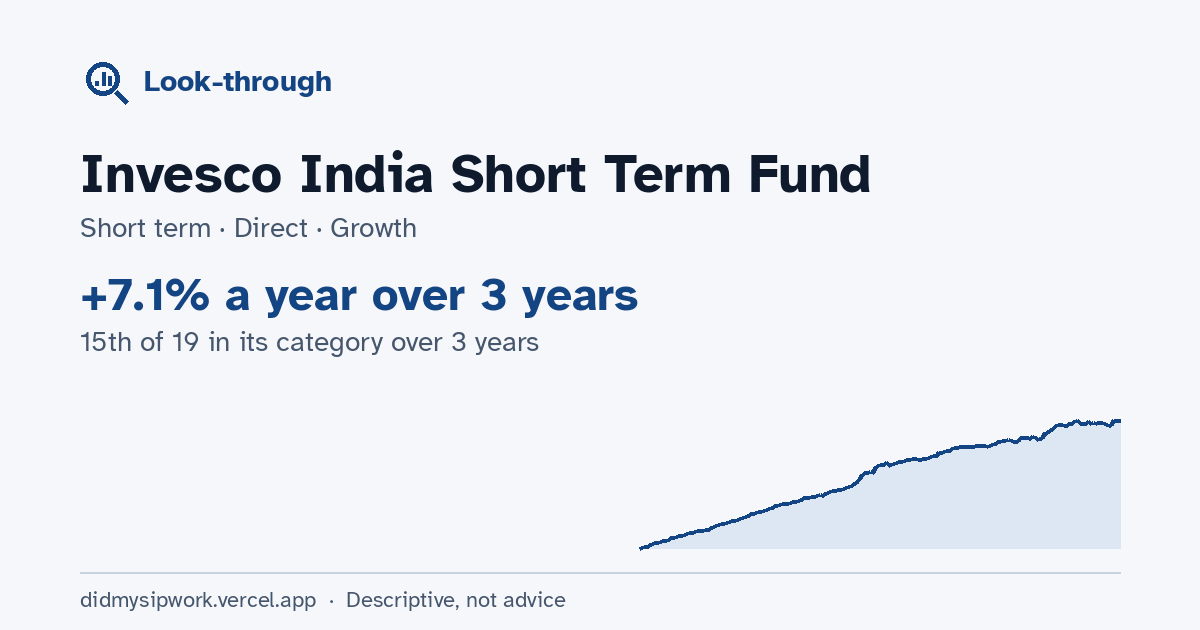 Look-through
Invesco India Short Term Fund
Short term · Direct · Growth
+7.1% a year over 3 years
15th of 19 in its category over 3 years
didmysipwork.vercel.app · Descriptive, not advice